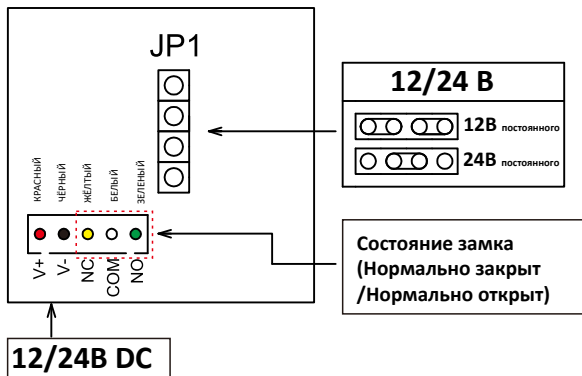 JP1
12/24 В
12В постоянного
24В постоянного
КРАСНЫЙ
ЧЁРНЫЙ
ЖЁЛТЫЙ
БЕЛЫЙ
ЗЕЛЕНЫЙ
V+
V-
NC
COM
NO
Состояние замка
(Нормально закрыт
/Нормально открыт)
12/24В DC